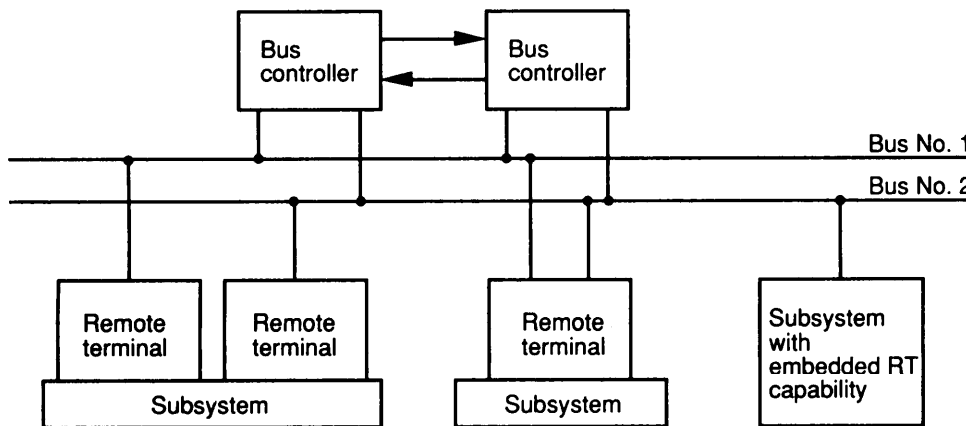 Bus
controller
Bus
controller
Bus No. 1
Bus No. 2
Remote
terminal
Remote
terminal
Subsystem
Remote
terminal
Subsystem
Subsystem
with
embedded RT
capability